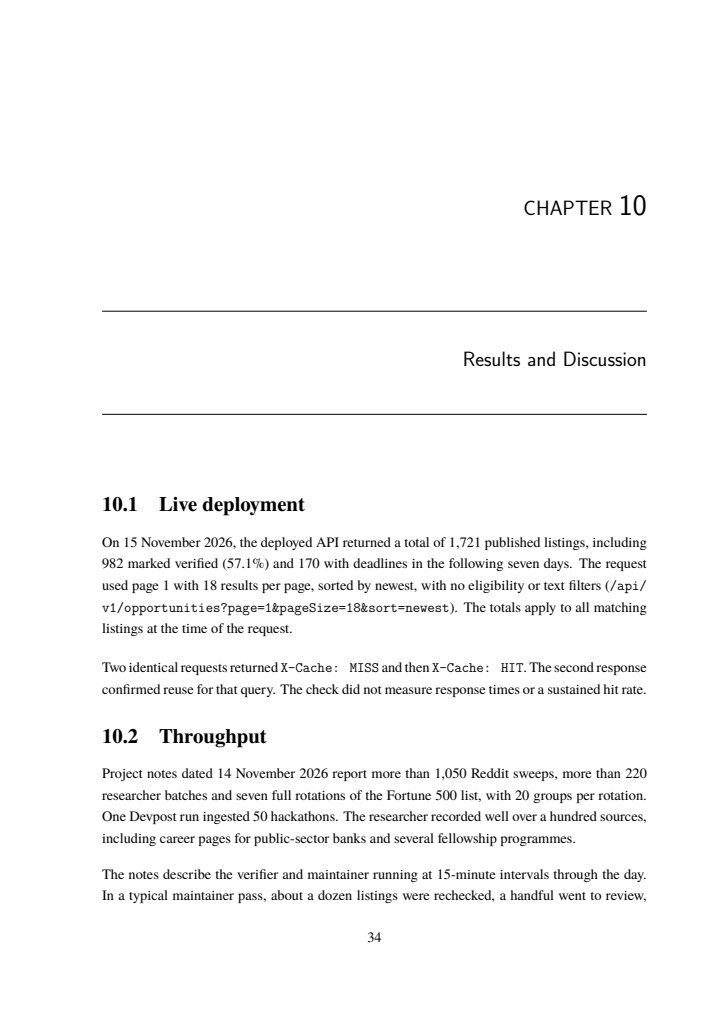 CHAPTER 10
Results and Discussion
10.1 Live deployment
On 15 November 2026, the deployed API returned a total of 1,721 published listings, including
982 marked verified (57.1%) and 170 with deadlines in the following seven days. The request
used page 1 with 18 results per page, sorted by newest, with no eligibility or text filters (/api/
v1/opportunities?page=1&pageSize=18&sort=newest). The totals apply to all matching
listings at the time of the request.
Two identical requests returned X-Cache: MISS and then X-Cache: HIT. The second response
confirmed reuse for that query. The check did not measure response times or a sustained hit rate.
10.2 Throughput
Project notes dated 14 November 2026 report more than 1,050 Reddit sweeps, more than 220
researcher batches and seven full rotations of the Fortune 500 list, with 20 groups per rotation.
One Devpost run ingested 50 hackathons. The researcher recorded well over a hundred sources,
including career pages for public-sector banks and several fellowship programmes.
The notes describe the verifier and maintainer running at 15-minute intervals through the day.
In a typical maintainer pass, about a dozen listings were rechecked, a handful went to review,
34